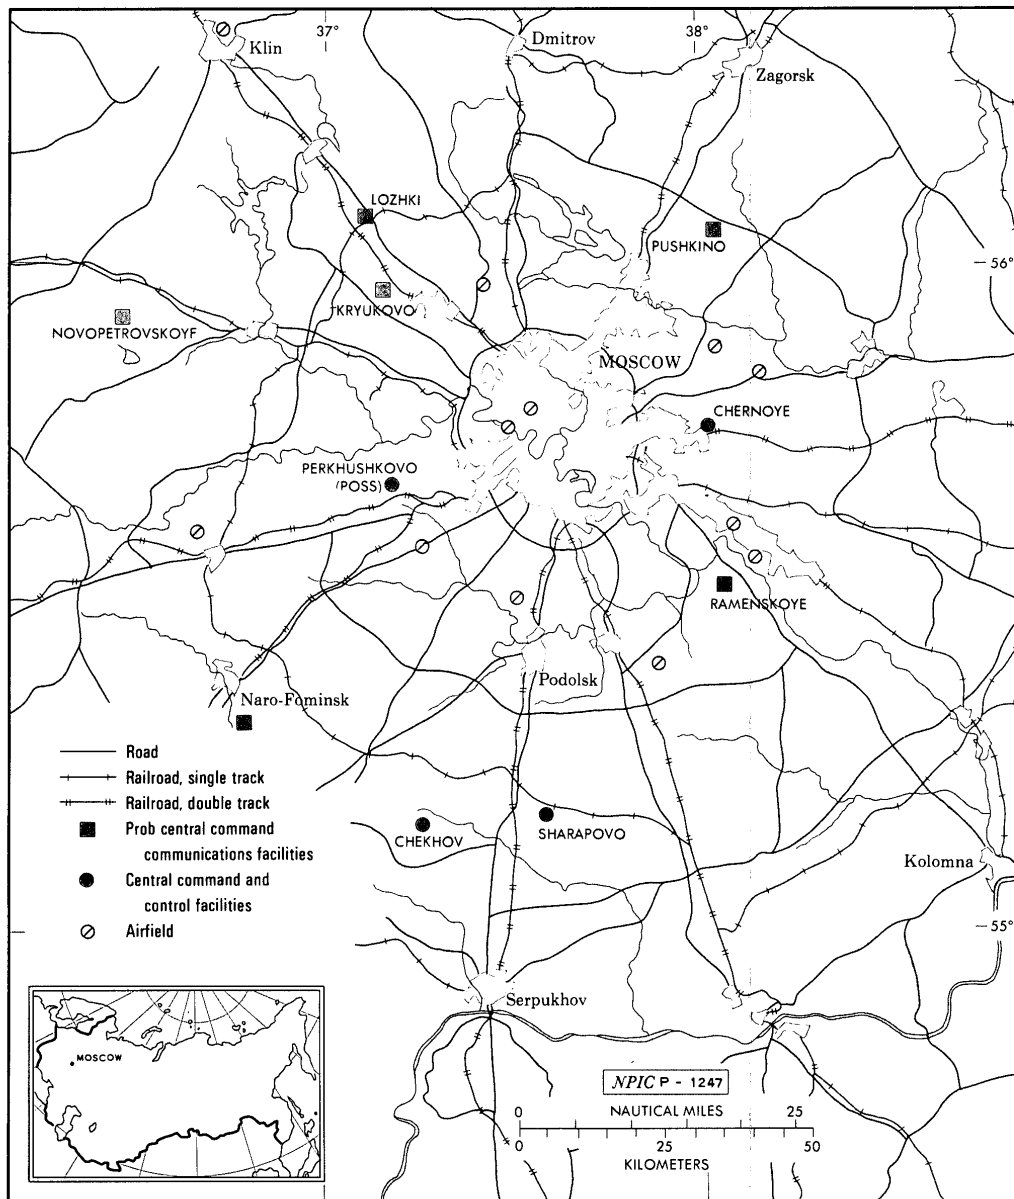 37°
38°
Klin
Dmitrov
Zagorsk
LOZHKI
PUSHKINO
56°
KRYUKOVO
NOVOPETROVSKOYF
MOSCOW
CHERNOYE
PERKHUSHKOVO
(POSS)
RAMENSKOYE
Podolsk
Naro-Fominsk
Road
Railroad, single track
Railroad, double track
Prob central command
communications facilities
Central command and
control facilities
Airfield
CHEKHOV
SHARAPOVO
Kolomna
55°
Serpukhov
MOSCOW
NPIC P - 1247
0 NAUTICAL MILES 25
0 25 50
KILOMETERS